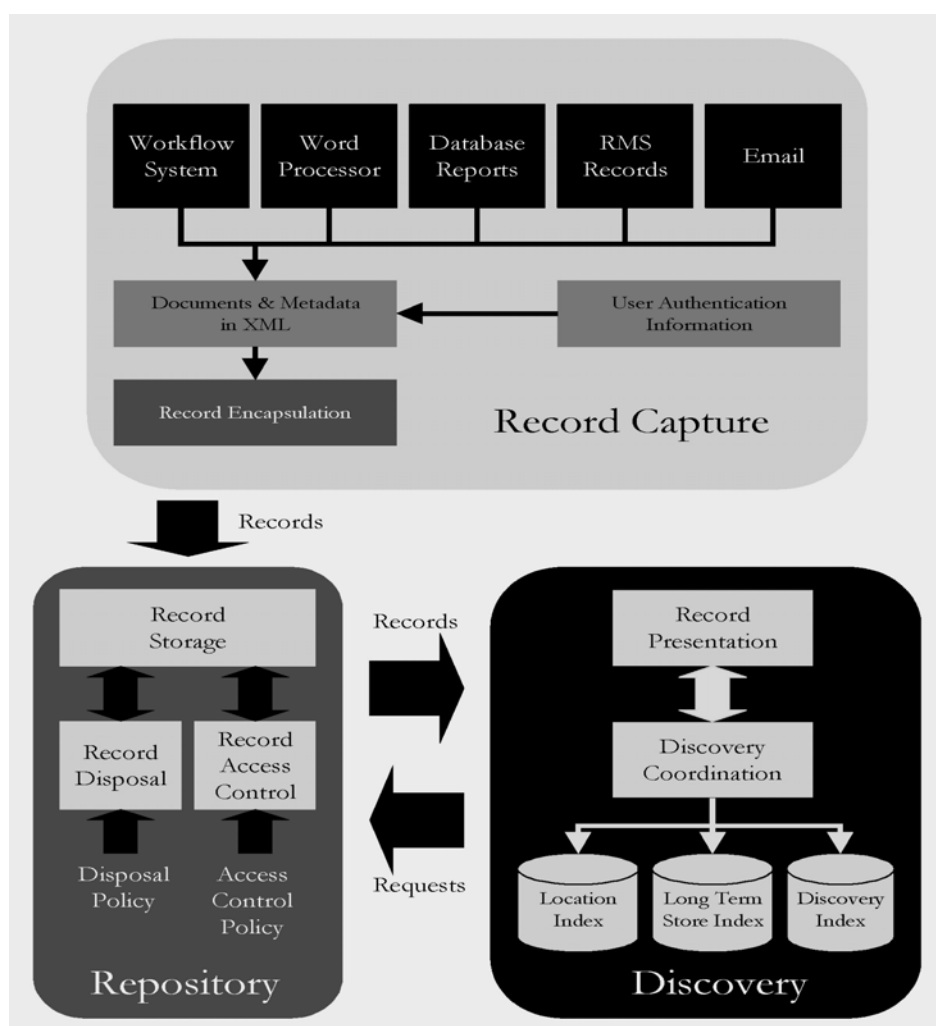 Workflow
System
Word
Processor
Database
Reports
RMS
Records
Email
Documents & Metadata
in XML
User Authentication
Information
Record Encapsulation
Record Capture
Records
Record
Storage
Record
Disposal
Record
Access
Control
Disposal
Policy
Access
Control
Policy
Repository
Records
Requests
Record
Presentation
Discovery
Coordination
Location
Index
Long Term
Store Index
Discovery
Index
Discovery